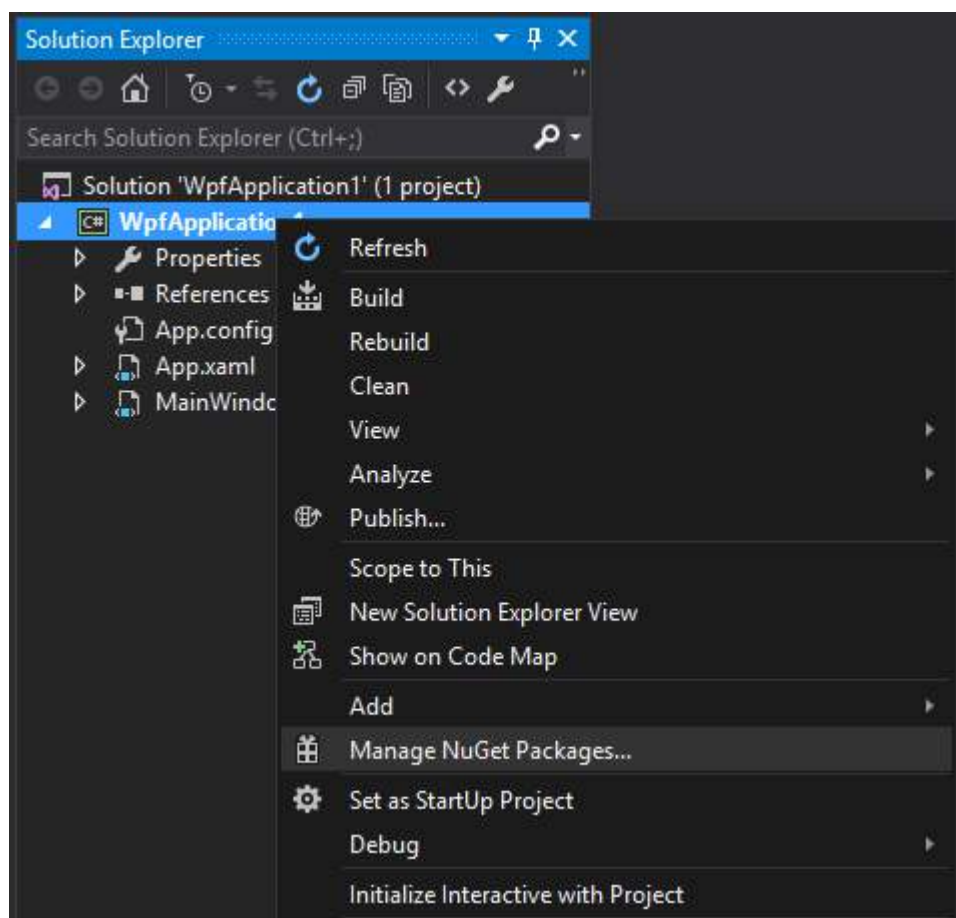 Solution Explorer
Search Solution Explorer (Ctrl+;)
Solution 'WpfApplication1' (1 project)
C# WpfApplicatio
Properties
References
App.config
App.xaml
MainWindo
Refresh
Build
Rebuild
Clean
View
Analyze
Publish...
Scope to This
New Solution Explorer View
Show on Code Map
Add
Manage NuGet Packages...
Set as StartUp Project
Debug
Initialize Interactive with Project